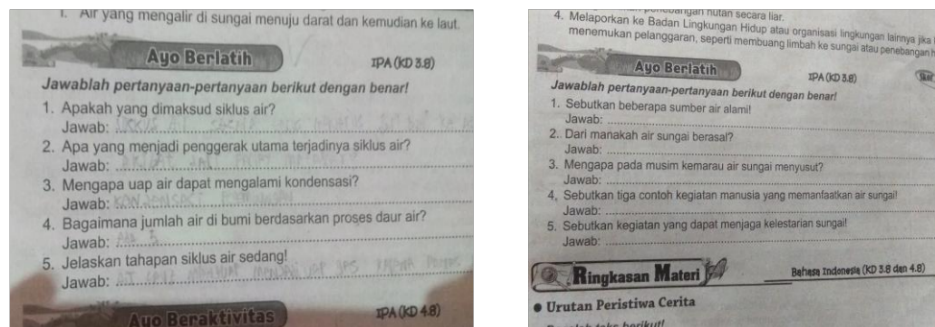 1. Air yang mengalir di sungai menuju darat dan kemudian ke laut.
Ayo Berlatih
IPA (KD 3.8)
Jawablah pertanyaan-pertanyaan berikut dengan benar!
1. Apakah yang dimaksud siklus air?
Jawab:
2. Apa yang menjadi penggerak utama terjadinya siklus air?
Jawab:
3. Mengapa uap air dapat mengalami kondensasi?
Jawab:
4. Bagaimana jumlah air di bumi berdasarkan proses daur air?
Jawab:
5. Jelaskan tahapan siklus air sedang!
Jawab:
Ayo Beraktivitas
IPA (KD 4.8)
penebangan hutan secara liar.
4. Melaporkan ke Badan Lingkungan Hidup atau organisasi lingkungan lainnya jika
menemukan pelanggaran, seperti membuang limbah ke sungai atau penebangan h
Ayo Berlatih
IPA (KD 3.8)
Jawablah pertanyaan-pertanyaan berikut dengan benar!
1. Sebutkan beberapa sumber air alami!
Jawab:
2. Dari manakah air sungai berasal?
Jawab:
3. Mengapa pada musim kemarau air sungai menyusut?
Jawab:
4. Sebutkan tiga contoh kegiatan manusia yang memanfaatkan air sungai!
Jawab:
5. Sebutkan kegiatan yang dapat menjaga kelestarian sungai!
Jawab:
Ringkasan Materi
Bahasa Indonesia (KD 3.8 dan 4.8)
Urutan Peristiwa Cerita
teks berikut!